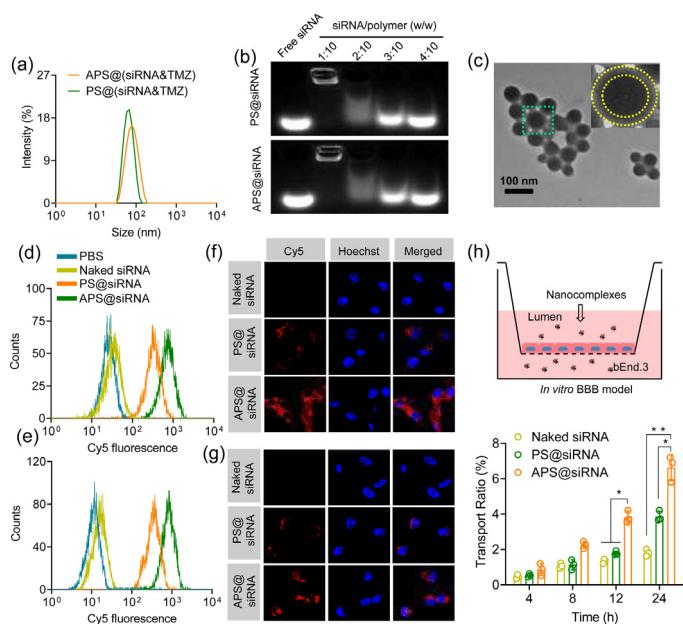 (a)
27
18
9
0
Intensity (%)
APS@(siRNA&TMZ)
PS@(siRNA&TMZ)
10⁰ 10¹ 10² 10³ 10⁴
Size (nm)
(b)
Free siRNA
siRNA/polymer (w/w)
1:10 2:10 3:10 4:10
PS@siRNA
APS@siRNA
(c)
100 nm
(d)
PBS
Naked siRNA
PS@siRNA
APS@siRNA
100
75
50
25
0
Counts
10⁰ 10¹ 10² 10³
Cy5 fluorescence
(e)
120
80
40
0
Counts
10⁰ 10¹ 10² 10³ 10⁴
Cy5 fluorescence
(f)
Cy5 Hoechst Merged
Naked
siRNA
PS@
siRNA
APS@
siRNA
(g)
Naked
siRNA
PS@
siRNA
APS@
siRNA
(h)
Nanocomplexes
Lumen
bEnd.3
In vitro BBB model
Naked siRNA
PS@siRNA
APS@siRNA
* *
*
*
8
6
4
2
0
Transport Ratio (%)
4 8 12 24
Time (h)